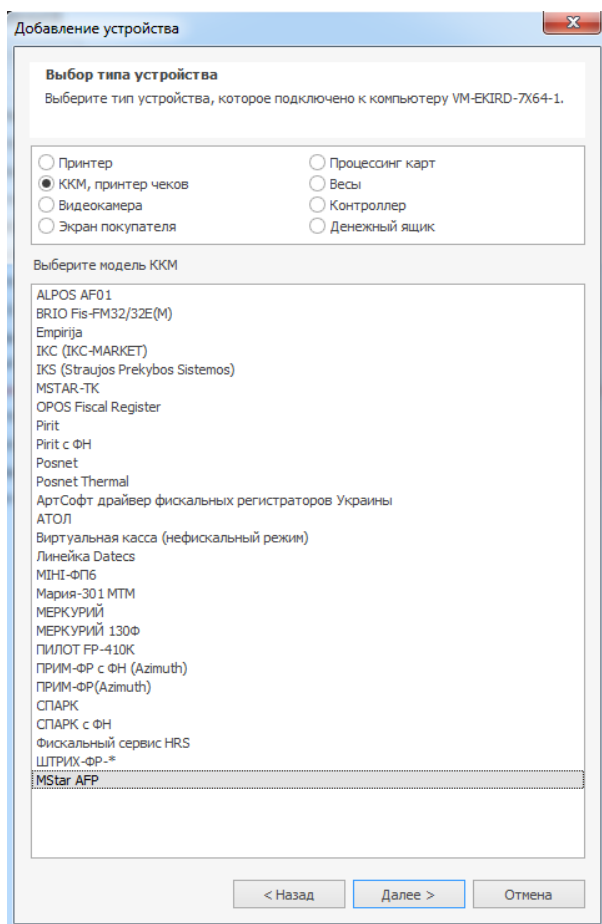 Добавление устройства
Выбор типа устройства
Выберите тип устройства, которое подключено к компьютеру VM-EKIRD-7X64-1.
Принтер
Процессинг карт
ККМ, принтер чеков
Весы
Видеокамера
Контроллер
Экран покупателя
Денежный ящик
Выберите модель ККМ
ALPOS AF01
BRIO Fis-FM32/32E(M)
Empirija
IKC (IKC-MARKET)
IKS (Straujos Prekybos Sistemos)
MSTAR-TK
OPOS Fiscal Register
Pirit
Pirit с ФН
Posnet
Posnet Thermal
АртСофт драйвер фискальных регистраторов Украины
АТОЛ
Виртуальная касса (нефискальный режим)
Линейка Datecs
МІНІ-ФП6
Мария-301 МТМ
МЕРКУРИЙ
МЕРКУРИЙ 130Ф
ПИЛОТ FP-410К
ПРИМ-ФР с ФН (Azimuth)
ПРИМ-ФР(Azimuth)
СПАРК
СПАРК с ФН
Фискальный сервис HRS
ШТРИХ-ФР-*
MStar AFP
< Назад
Далее >
Отмена